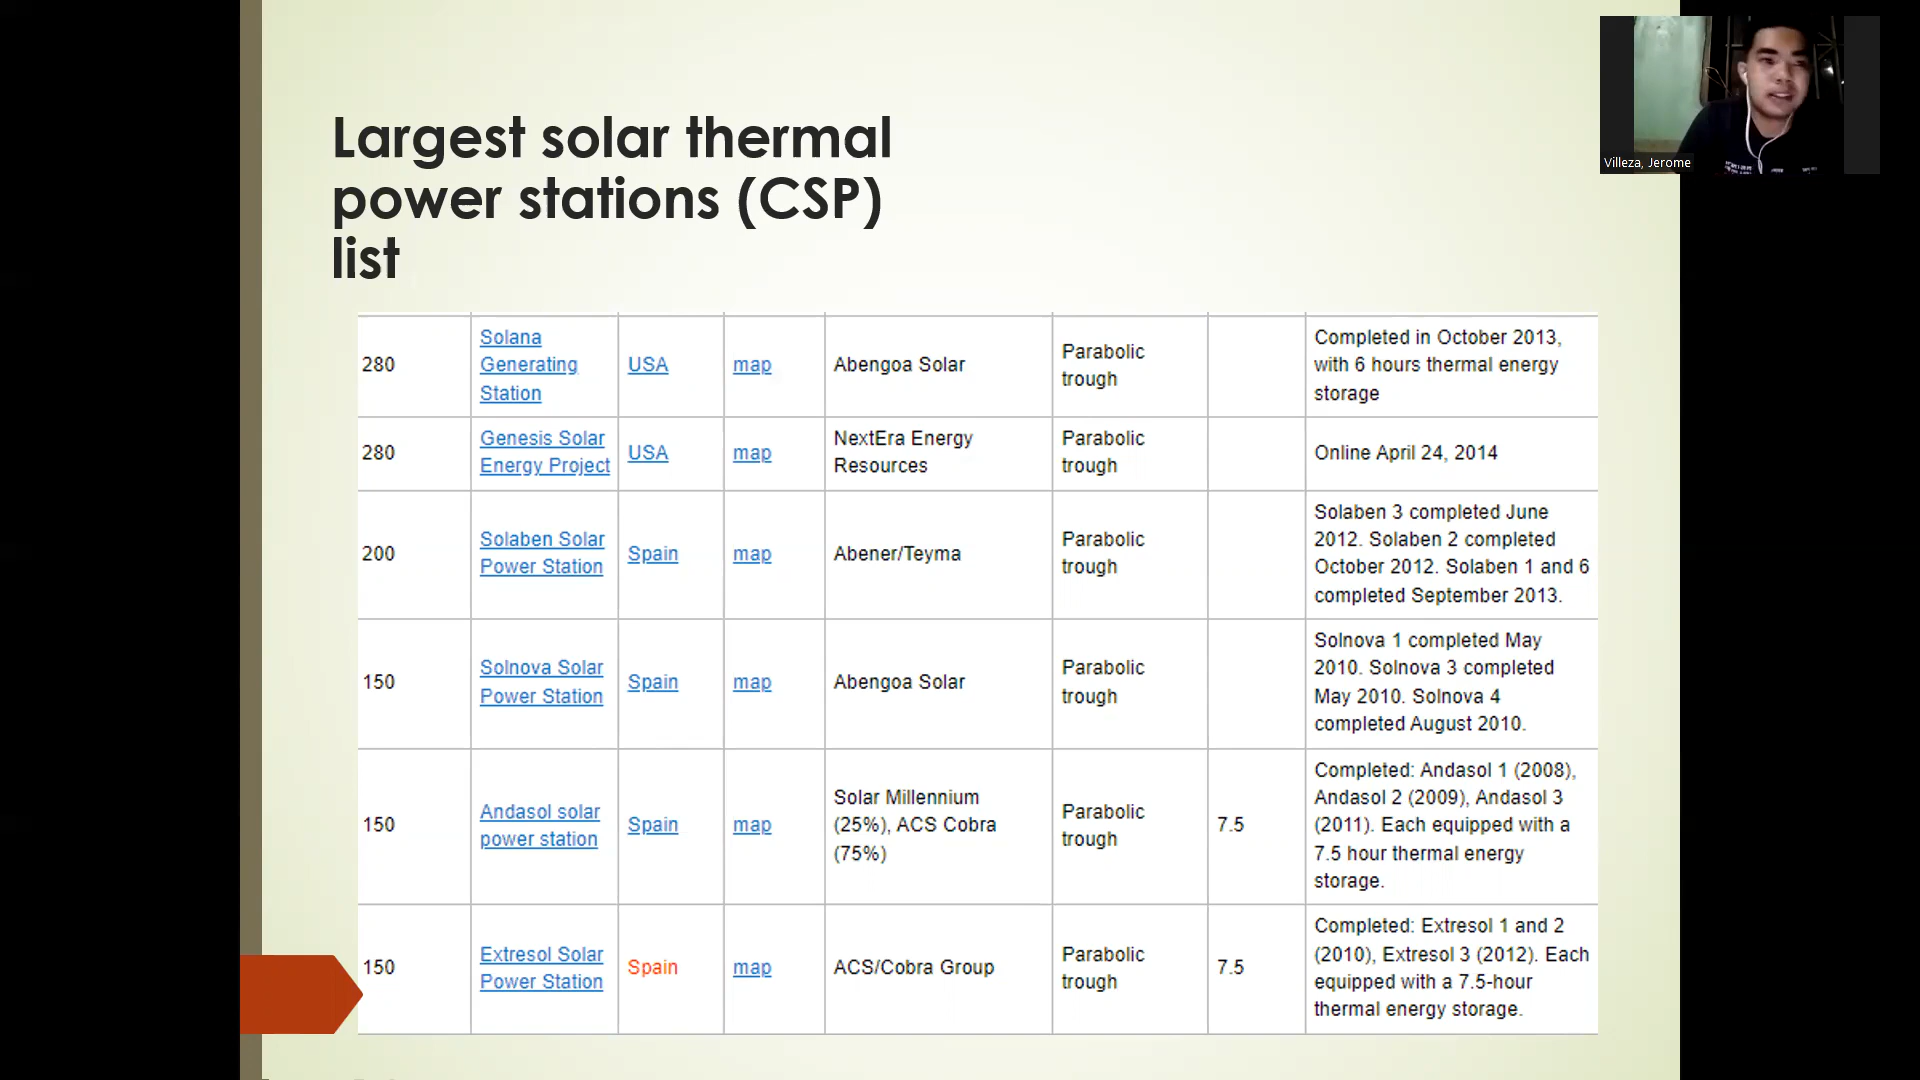 Largest solar thermal
power stations (CSP)
list
Villeza, Jerome
280
Solana
Generating
Station
USA
map
Abengoa Solar
Parabolic
trough
Completed in October 2013,
with 6 hours thermal energy
storage
280
Genesis Solar
Energy Project
USA
map
NextEra Energy
Resources
Parabolic
trough
Online April 24, 2014
200
Solaben Solar
Power Station
Spain
map
Abener/Teyma
Parabolic
trough
Solaben 3 completed June
2012. Solaben 2 completed
October 2012. Solaben 1 and 6
completed September 2013.
150
Solnova Solar
Power Station
Spain
map
Abengoa Solar
Parabolic
trough
Solnova 1 completed May
2010. Solnova 3 completed
May 2010. Solnova 4
completed August 2010.
150
Andasol solar
power station
Spain
map
Solar Millennium
(25%), ACS Cobra
(75%)
Parabolic
trough
7.5
Completed: Andasol 1 (2008),
Andasol 2 (2009), Andasol 3
(2011). Each equipped with a
7.5 hour thermal energy
storage.
150
Extresol Solar
Power Station
Spain
map
ACS/Cobra Group
Parabolic
trough
7.5
Completed: Extresol 1 and 2
(2010), Extresol 3 (2012). Each
equipped with a 7.5-hour
thermal energy storage.